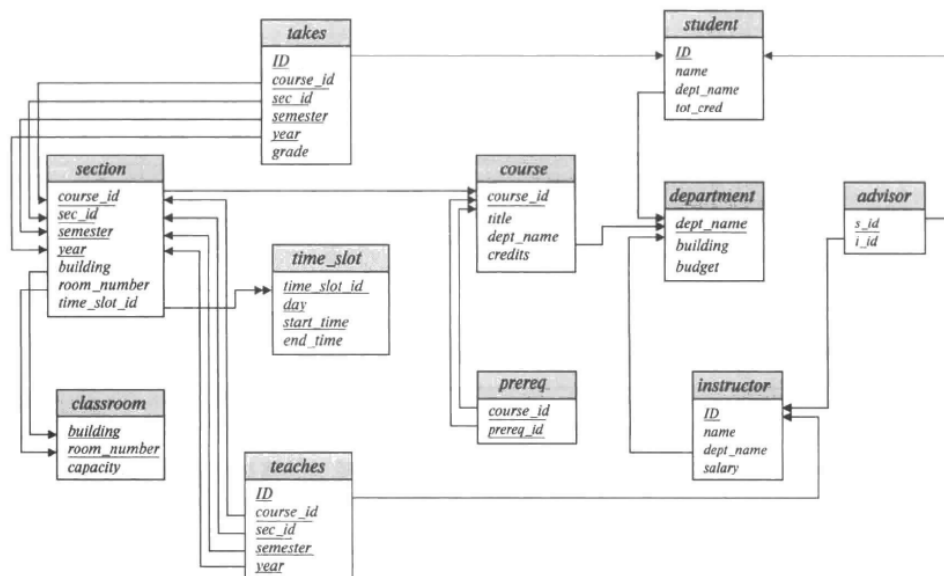 takes
ID
course_id
sec_id
semester
year
grade
student
ID
name
dept_name
tot_cred
section
course_id
sec_id
semester
year
building
room_number
time_slot_id
course
course_id
title
dept_name
credits
department
dept_name
building
budget
advisor
s_id
i_id
time_slot
time_slot_id
day
start_time
end_time
prereq
course_id
prereq_id
instructor
ID
name
dept_name
salary
classroom
building
room_number
capacity
teaches
ID
course_id
sec_id
semester
year